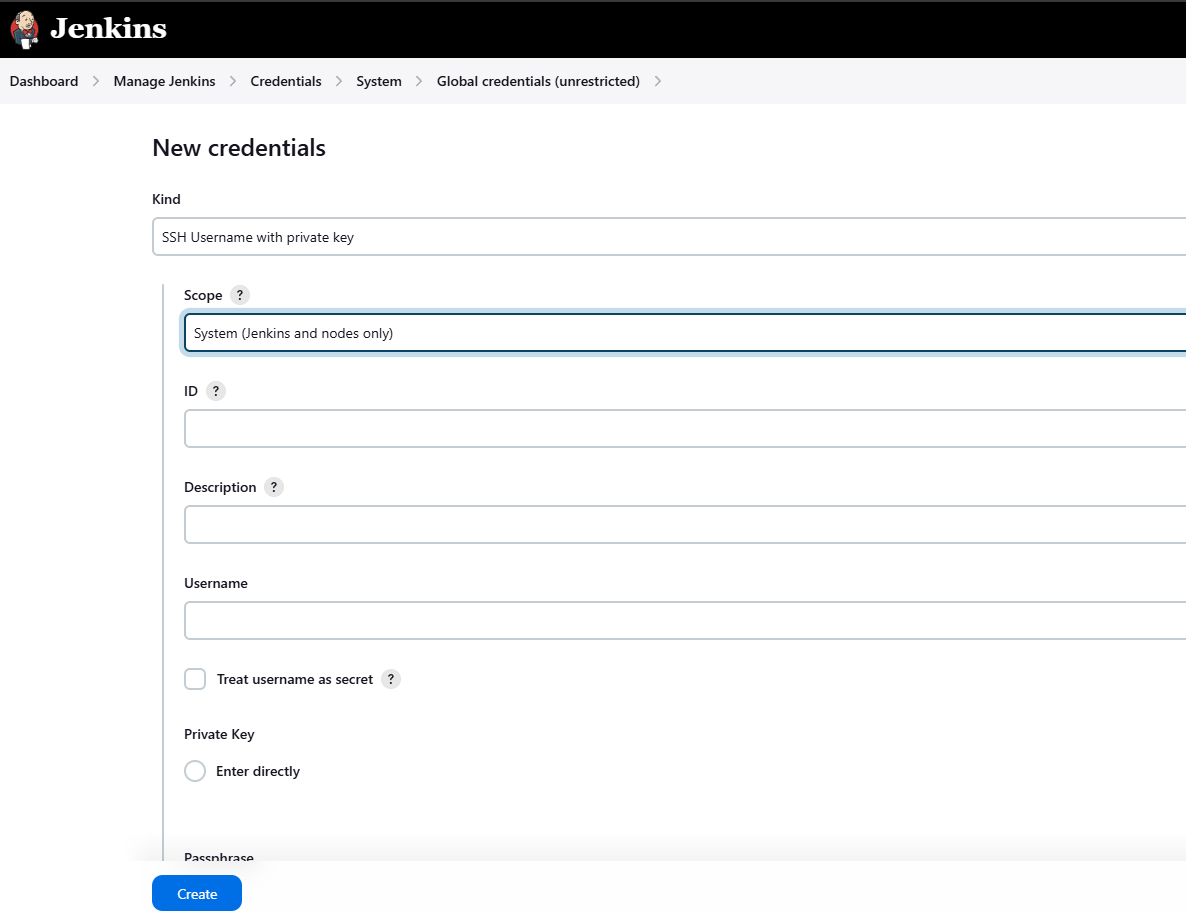 Jenkins
Dashboard > Manage Jenkins > Credentials > System > Global credentials (unrestricted) >
New credentials
Kind
SSH Username with private key
Scope ?
System (Jenkins and nodes only)
ID ?
Description ?
Username
Treat username as secret ?
Private Key
Enter directly
Passphrase
Create